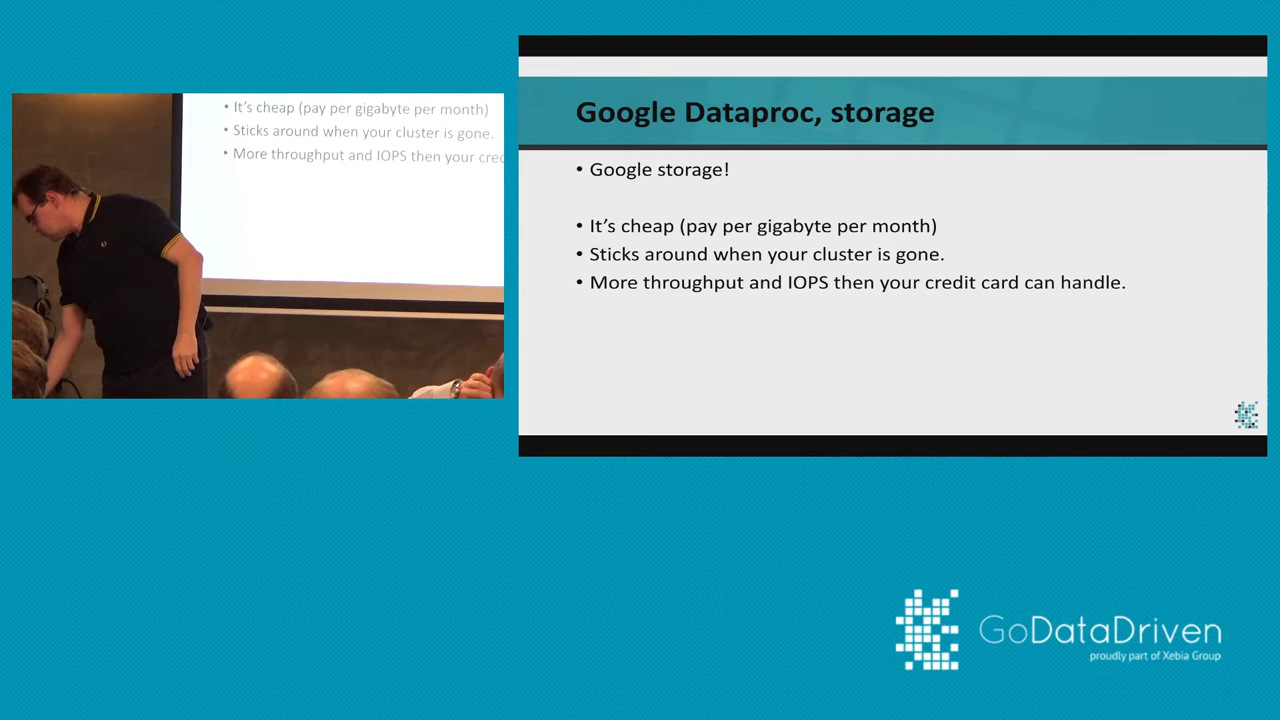 • It's cheap (pay per gigabyte per month)
• Sticks around when your cluster is gone.
• More throughput and IOPS then your cred
Google Dataproc, storage
• Google storage!
• It's cheap (pay per gigabyte per month)
• Sticks around when your cluster is gone.
• More throughput and IOPS then your credit card can handle.
GoDataDriven
proudly part of Xebia Group